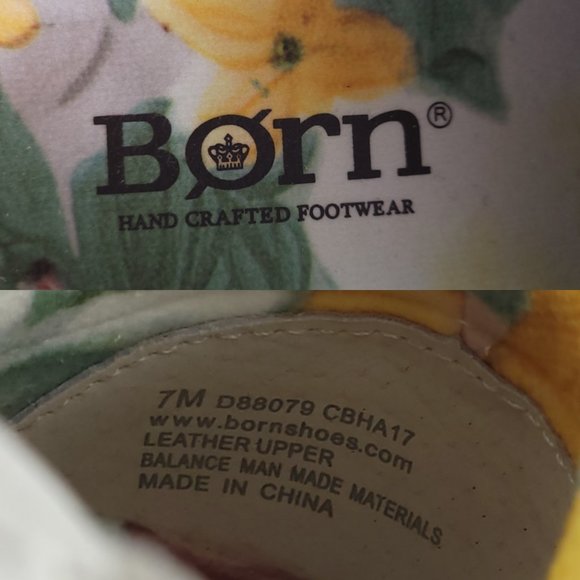 Børn®
HAND CRAFTED FOOTWEAR
7M D88079 CBHA17
www.bornshoes.com
LEATHER UPPER
BALANCE MAN MADE MATERIALS
MADE IN CHINA